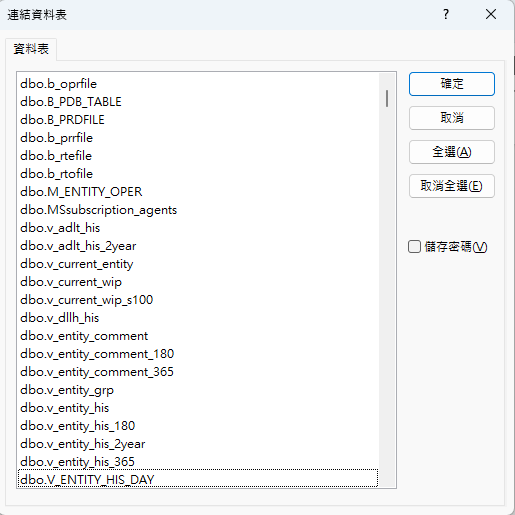 連結資料表
資料表
dbo.b_oprfile
dbo.B_PDB_TABLE
dbo.B_PRDFILE
dbo.b_prrfile
dbo.b_rtefile
dbo.b_rtofile
dbo.M_ENTITY_OPER
dbo.MSsubscription_agents
dbo.v_adlt_his
dbo.v_adlt_his_2year
dbo.v_current_entity
dbo.v_current_wip
dbo.v_current_wip_s100
dbo.v_dllh_his
dbo.v_entity_comment
dbo.v_entity_comment_180
dbo.v_entity_comment_365
dbo.v_entity_grp
dbo.v_entity_his
dbo.v_entity_his_180
dbo.v_entity_his_2year
dbo.v_entity_his_365
dbo.V_ENTITY_HIS_DAY
確定
取消
全選(A)
取消全選(E)
儲存密碼(V)